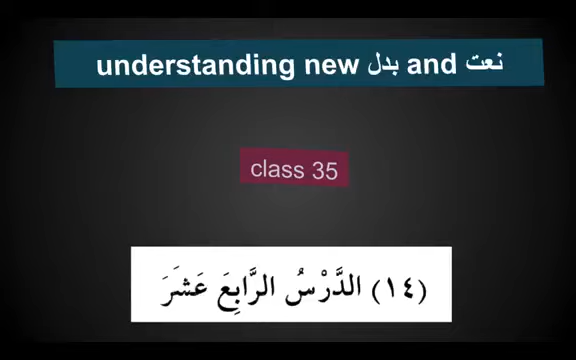 understanding new بدل and نعت
class 35
(١٤) الدَّرْسُ الرَّابِعَ عَشَرَ